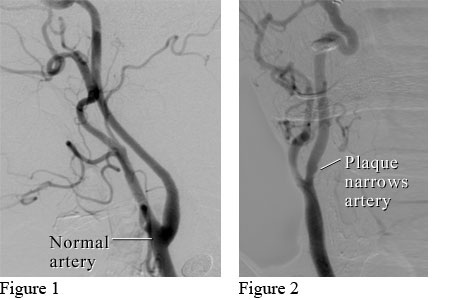 Normal
artery
Plaque
narrows
artery
Figure 1
Figure 2